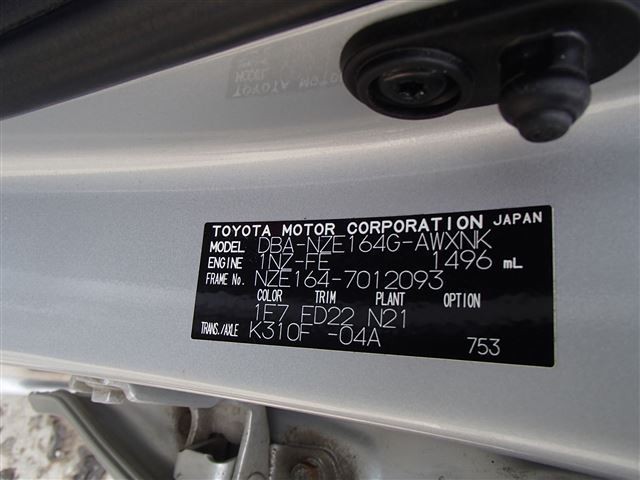 TOYOTA MOTOR CORPORATION JAPAN
MODEL DBA-NZE164G-AWXNK
ENGINE 1NZ-FE 1496 mL
FRAME No. NZE164-7012093
COLOR TRIM PLANT OPTION
1E7 FD22 N21
TRANS./AXLE K310F -04A 753